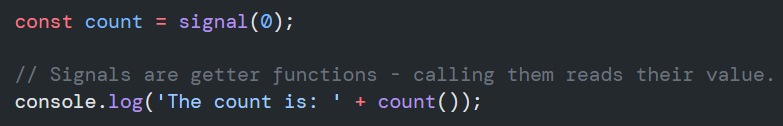 const count = signal(0);
// Signals are getter functions - calling them reads their value.
console.log('The count is: ' + count());